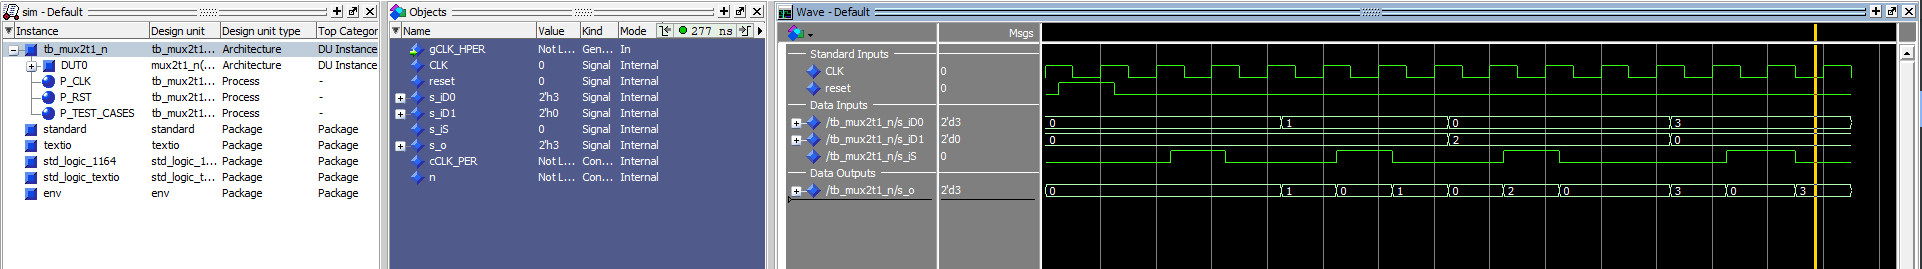 sim - Default
Instance Design unit Design unit type Top Categor
tb_mux2t1_n tb_mux2t1... Architecture DU Instance
DUT0 mux2t1_n(... Architecture DU Instance
P_CLK tb_mux2t1... Process -
P_RST tb_mux2t1... Process -
P_TEST_CASES tb_mux2t1... Process -
standard standard Package Package
textio textio Package Package
std_logic_1164 std_logic_1... Package Package
std_logic_textio std_logic_t... Package Package
env env Package Package
Objects
Name Value Kind Mode 277 ns
gCLK_HPER Not L... Gen... In
CLK 0 Signal Internal
reset 0 Signal Internal
s_iD0 2'h3 Signal Internal
s_iD1 2'h0 Signal Internal
s_iS 0 Signal Internal
s_o 2'h3 Signal Internal
cCLK_PER Not L... Con... Internal
n Not L... Con... Internal
Wave - Default
Msgs
Standard Inputs
CLK 0
reset 0
Data Inputs
/tb_mux2t1_n/s_iD0 2'd3 0 1 0 3
/tb_mux2t1_n/s_iD1 2'd0 0 2 0
/tb_mux2t1_n/s_iS 0
Data Outputs
/tb_mux2t1_n/s_o 2'd3 0 1 0 1 0 2 0 3 0 3